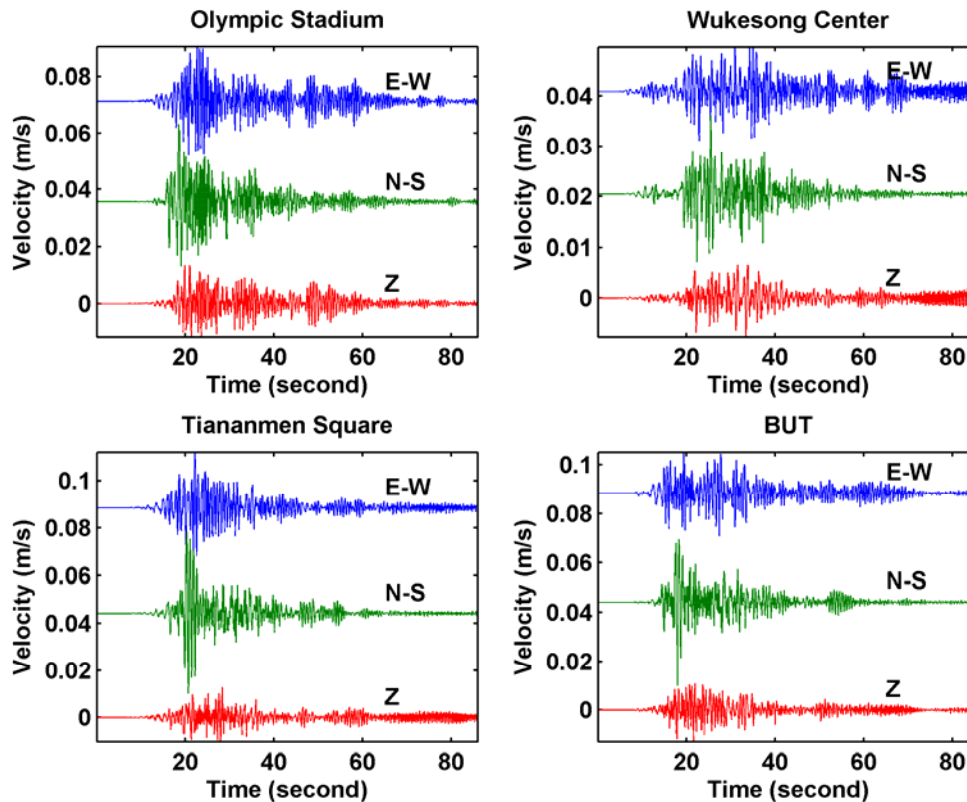 Olympic Stadium
Velocity (m/s)
0.08
0.06
0.04
0.02
0
E-W
N-S
Z
20
40
60
80
Time (second)
Wukesong Center
Velocity (m/s)
0.04
0.03
0.02
0.01
0
E-W
N-S
Z
20
40
60
80
Time (second)
Tiananmen Square
Velocity (m/s)
0.1
0.08
0.06
0.04
0.02
0
E-W
N-S
Z
20
40
60
80
Time (second)
BUT
Velocity (m/s)
0.1
0.08
0.06
0.04
0.02
0
E-W
N-S
Z
20
40
60
80
Time (second)